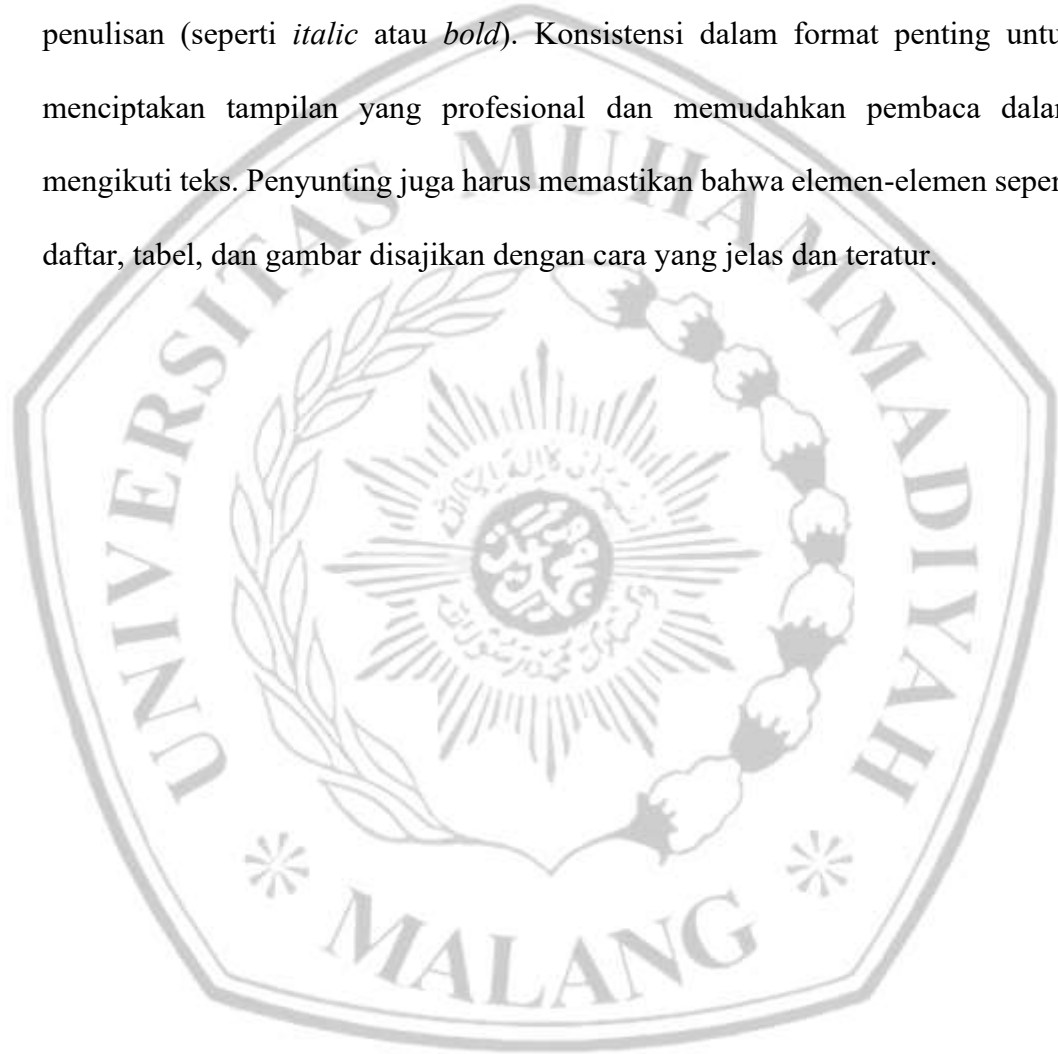 penulisan (seperti italic atau bold). Konsistensi dalam format penting untu
menciptakan tampilan yang profesional dan memudahkan pembaca dalam
mengikuti teks. Penyunting juga harus memastikan bahwa elemen-elemen seper
daftar, tabel, dan gambar disajikan dengan cara yang jelas dan teratur.
UNIVERSITAS MUHAMMADIYAH
MALANG